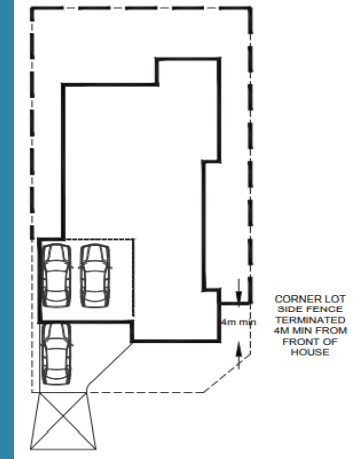 4m min
CORNER LOT
SIDE FENCE
TERMINATED
4M MIN FROM
FRONT OF
HOUSE